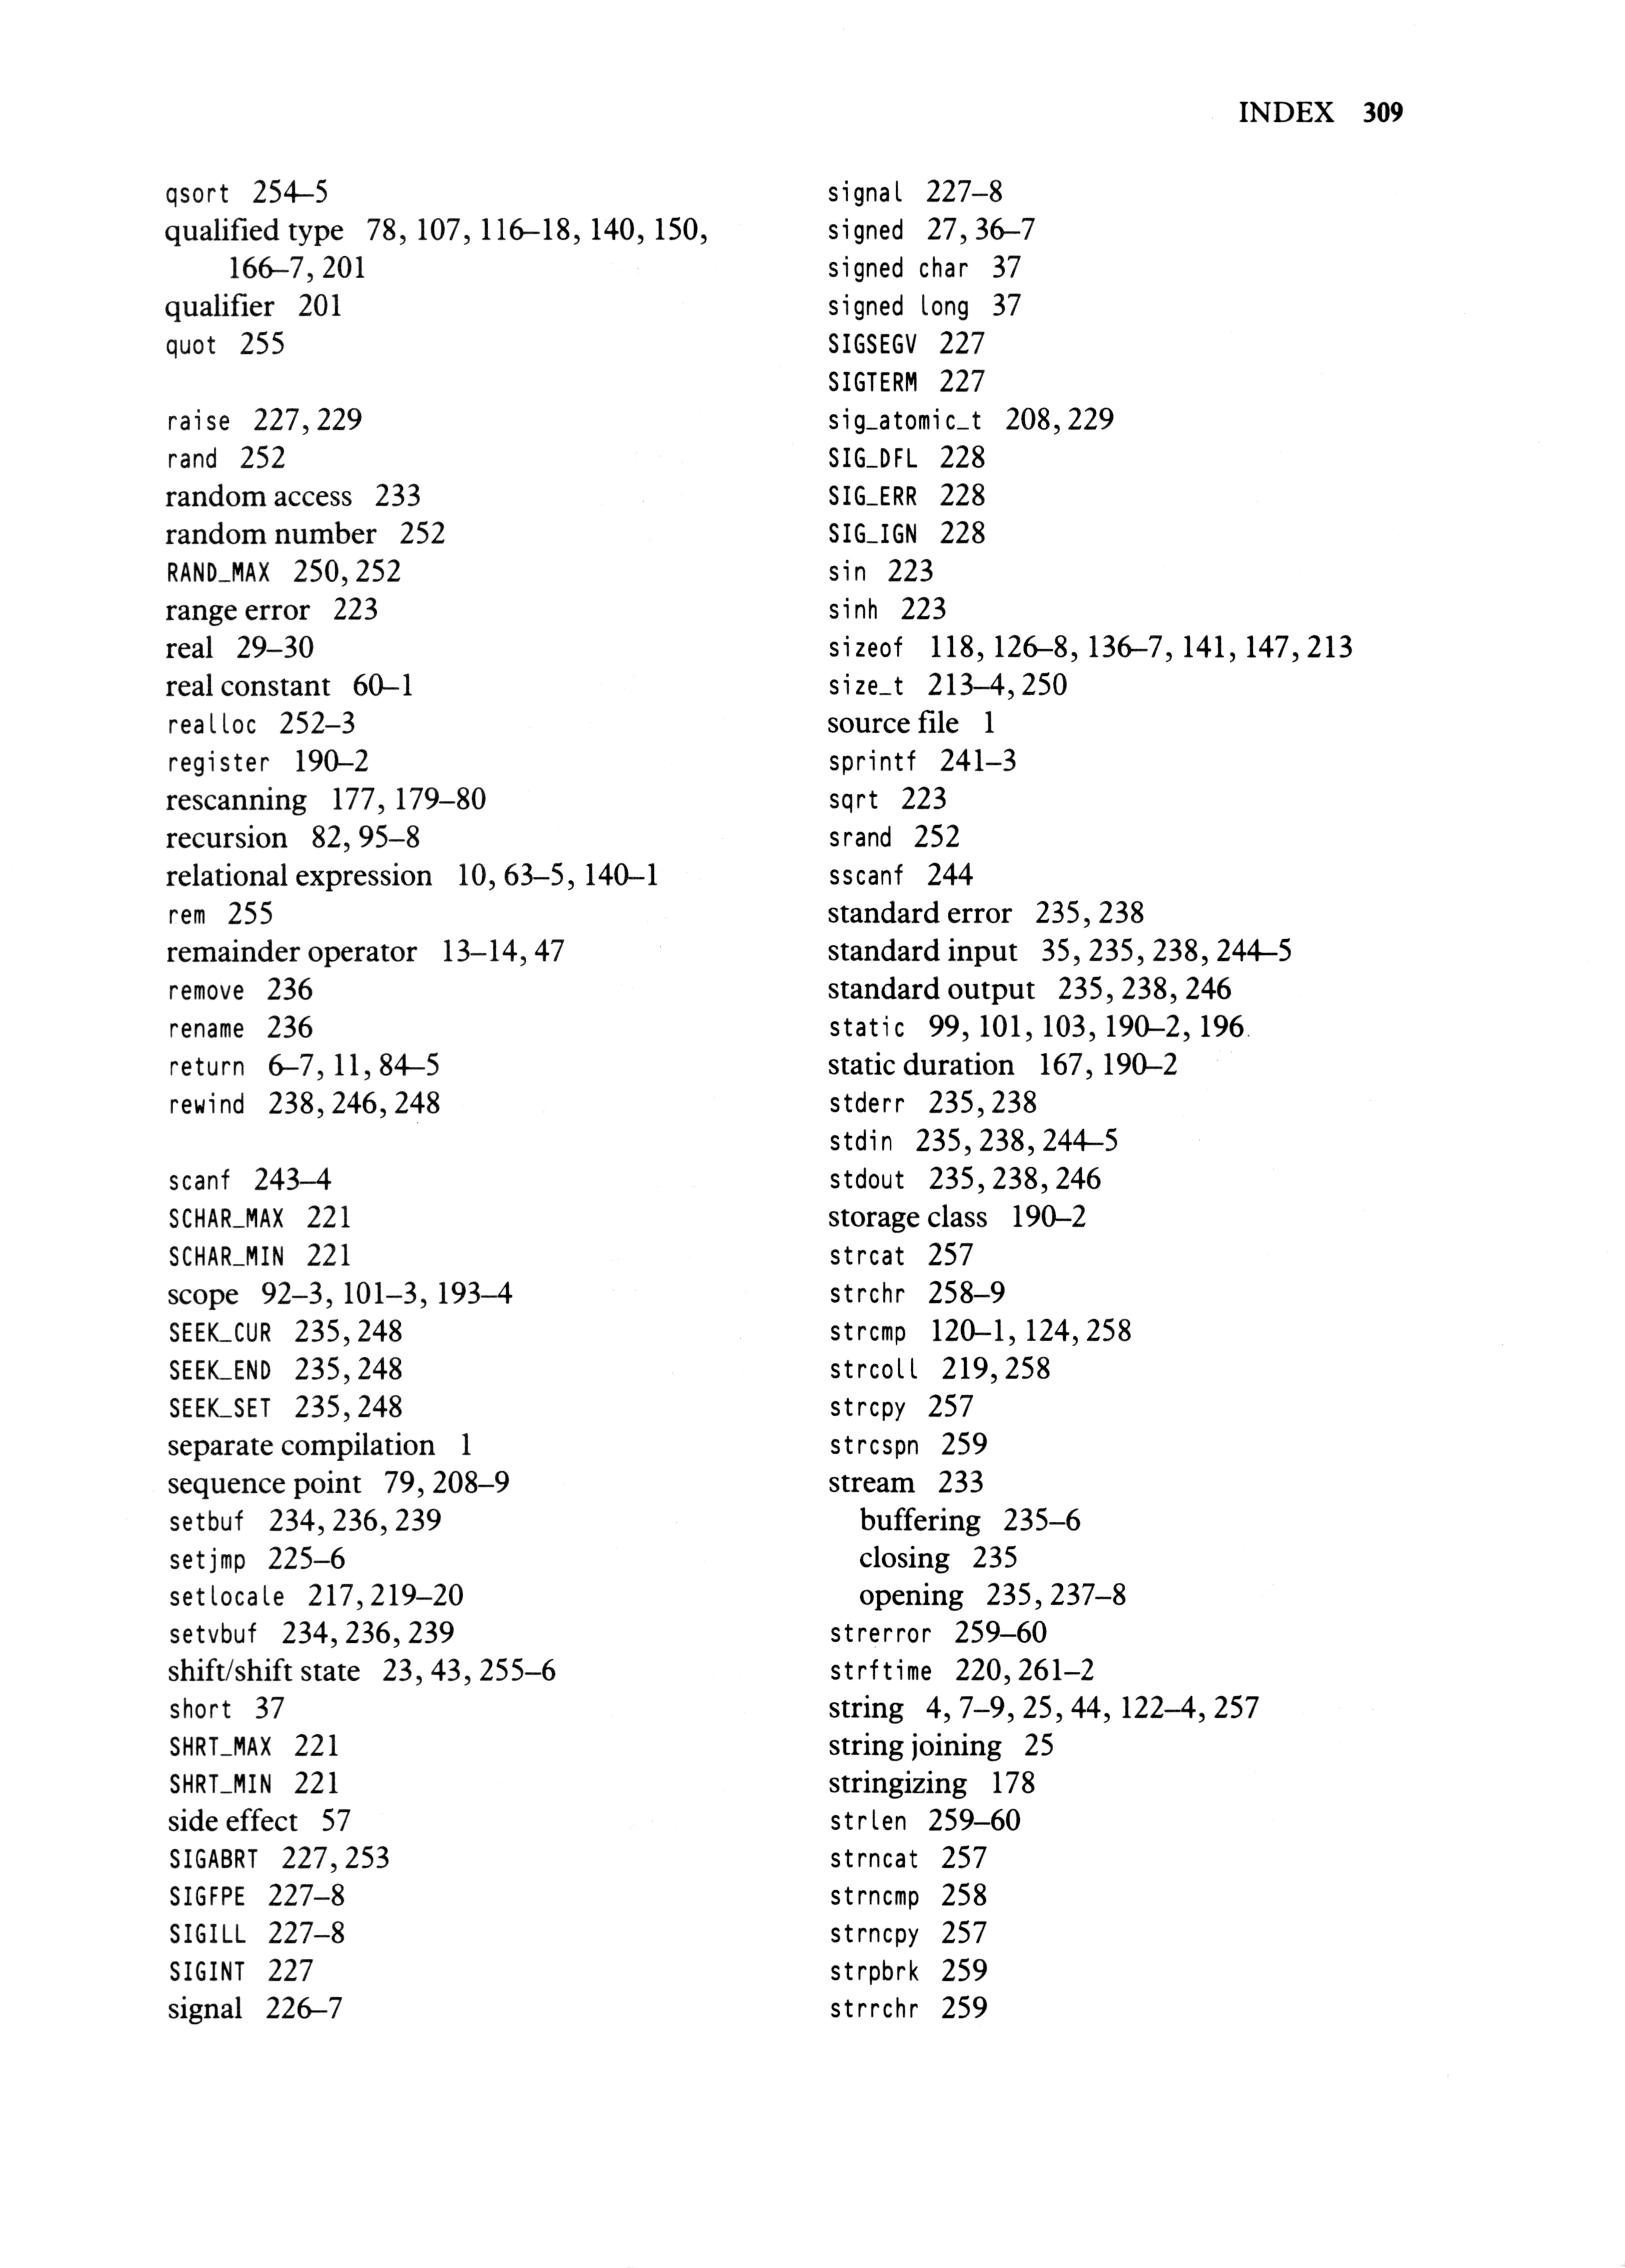 INDEX 309
qsort 254–5
qualified type 78, 107, 116–18, 140, 150,
166–7, 201
qualifier 201
quot 255
raise 227, 229
rand 252
random access 233
random number 252
RAND_MAX 250, 252
range error 223
real 29–30
real constant 60–1
realloc 252–3
register 190–2
rescanning 177, 179–80
recursion 82, 95–8
relational expression 10, 63–5, 140–1
rem 255
remainder operator 13–14, 47
remove 236
rename 236
return 6–7, 11, 84–5
rewind 238, 246, 248
scanf 243–4
SCHAR_MAX 221
SCHAR_MIN 221
scope 92–3, 101–3, 193–4
SEEK_CUR 235, 248
SEEK_END 235, 248
SEEK_SET 235, 248
separate compilation 1
sequence point 79, 208–9
setbuf 234, 236, 239
setjmp 225–6
setlocale 217, 219–20
setvbuf 234, 236, 239
shift/shift state 23, 43, 255–6
short 37
SHRT_MAX 221
SHRT_MIN 221
side effect 57
SIGABRT 227, 253
SIGFPE 227–8
SIGILL 227–8
SIGINT 227
signal 226–7
signal 227–8
signed 27, 36–7
signed char 37
signed long 37
SIGSEGV 227
SIGTERM 227
sig_atomic_t 208, 229
SIG_DFL 228
SIG_ERR 228
SIG_IGN 228
sin 223
sinh 223
sizeof 118, 126–8, 136–7, 141, 147, 213
size_t 213–4, 250
source file 1
sprintf 241–3
sqrt 223
srand 252
sscanf 244
standard error 235, 238
standard input 35, 235, 238, 244–5
standard output 235, 238, 246
static 99, 101, 103, 190–2, 196
static duration 167, 190–2
stderr 235, 238
stdin 235, 238, 244–5
stdout 235, 238, 246
storage class 190–2
strcat 257
strchr 258–9
strcmp 120–1, 124, 258
strcoll 219, 258
strcpy 257
strcspn 259
stream 233
buffering 235–6
closing 235
opening 235, 237–8
strerror 259–60
strftime 220, 261–2
string 4, 7–9, 25, 44, 122–4, 257
string joining 25
stringizing 178
strlen 259–60
strncat 257
strncmp 258
strncpy 257
strpbrk 259
strrchr 259